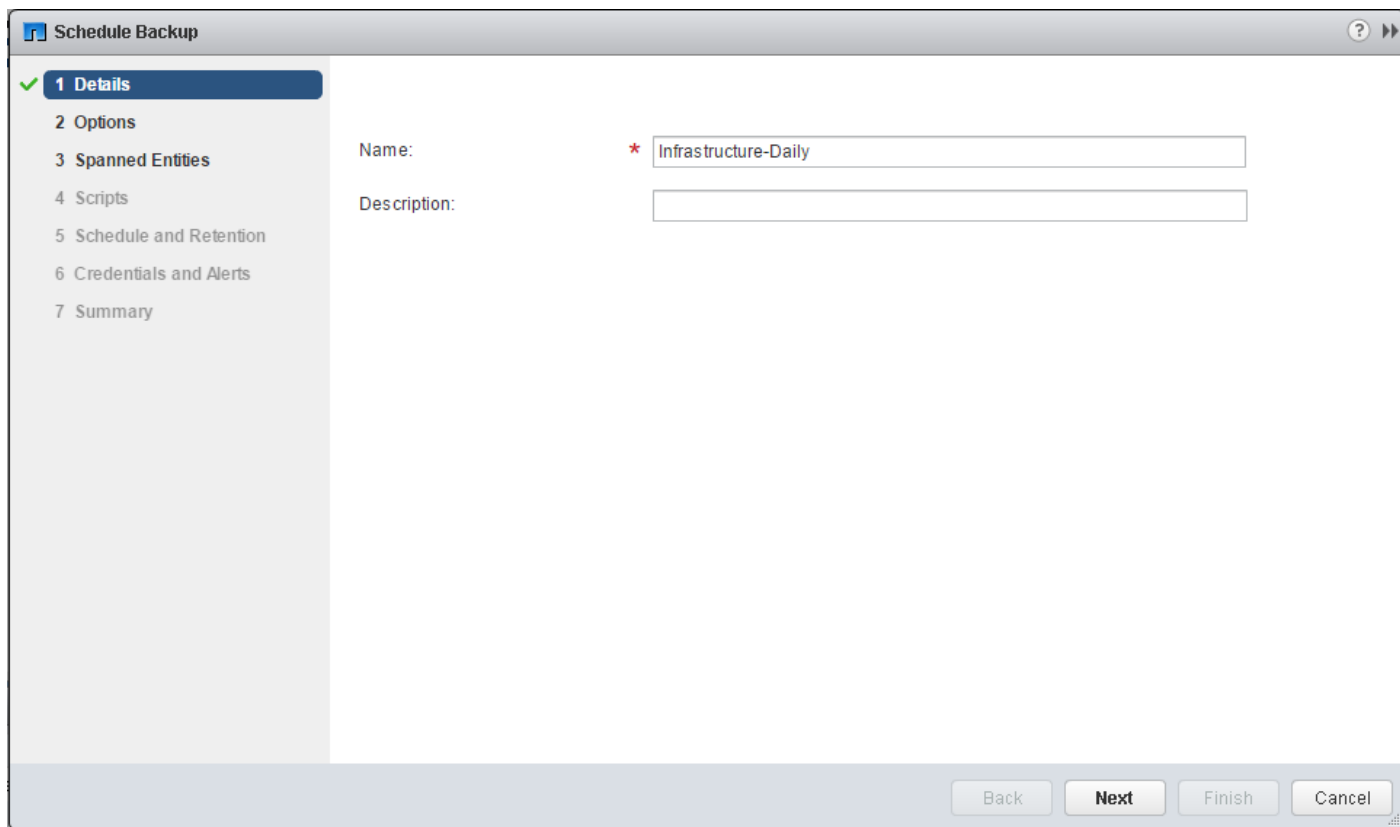 Schedule Backup
?
1 Details
2 Options
3 Spanned Entities
4 Scripts
5 Schedule and Retention
6 Credentials and Alerts
7 Summary
Name: * Infrastructure-Daily
Description:
Back Next Finish Cancel